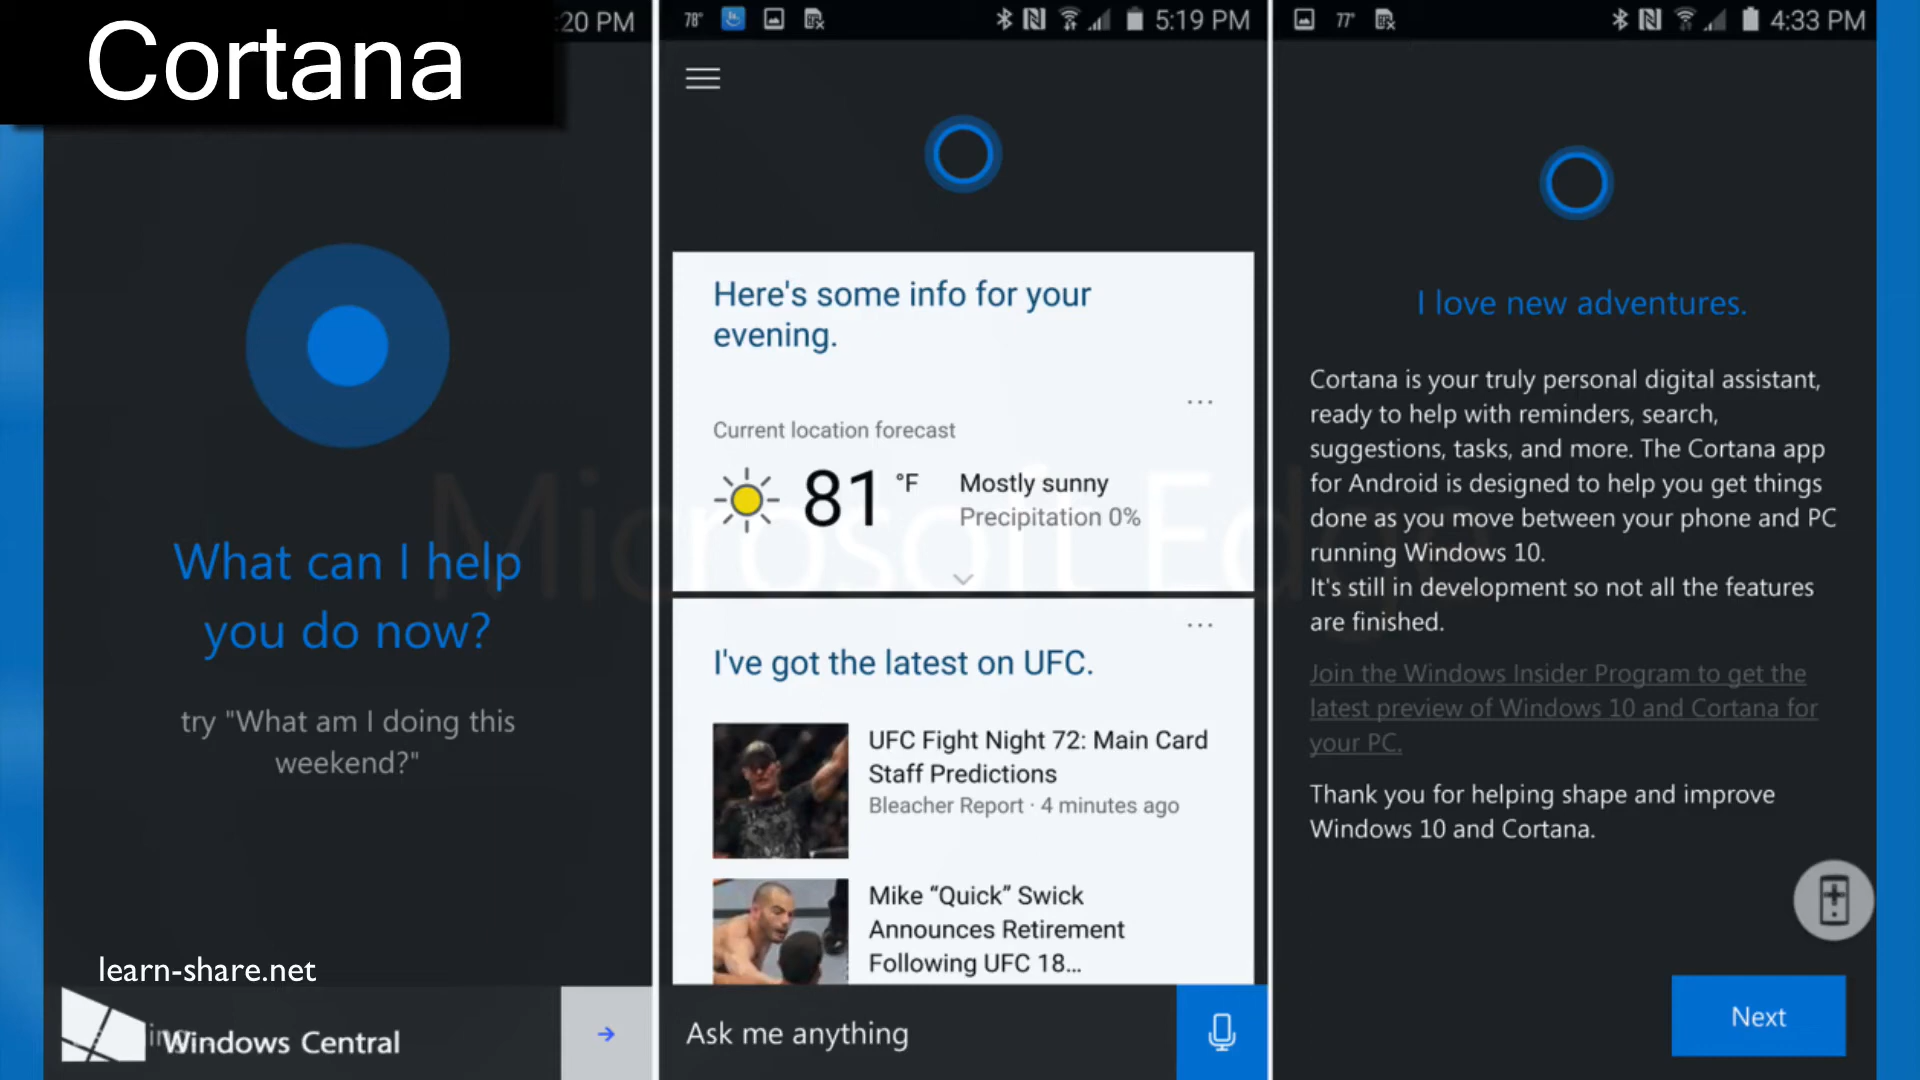 Cortana
:20 PM
What can I help
you do now?
try "What am I doing this
weekend?"
learn-share.net
Windows Central
78°
5:19 PM
Here's some info for your
evening.
Current location forecast
81 °F
Mostly sunny
Precipitation 0%
I've got the latest on UFC.
UFC Fight Night 72: Main Card
Staff Predictions
Bleacher Report · 4 minutes ago
Mike “Quick” Swick
Announces Retirement
Following UFC 18...
Ask me anything
77°
4:33 PM
I love new adventures.
Cortana is your truly personal digital assistant,
ready to help with reminders, search,
suggestions, tasks, and more. The Cortana app
for Android is designed to help you get things
done as you move between your phone and PC
running Windows 10.
It's still in development so not all the features
are finished.
Join the Windows Insider Program to get the
latest preview of Windows 10 and Cortana for
your PC.
Thank you for helping shape and improve
Windows 10 and Cortana.
Next
Microsoft Edge